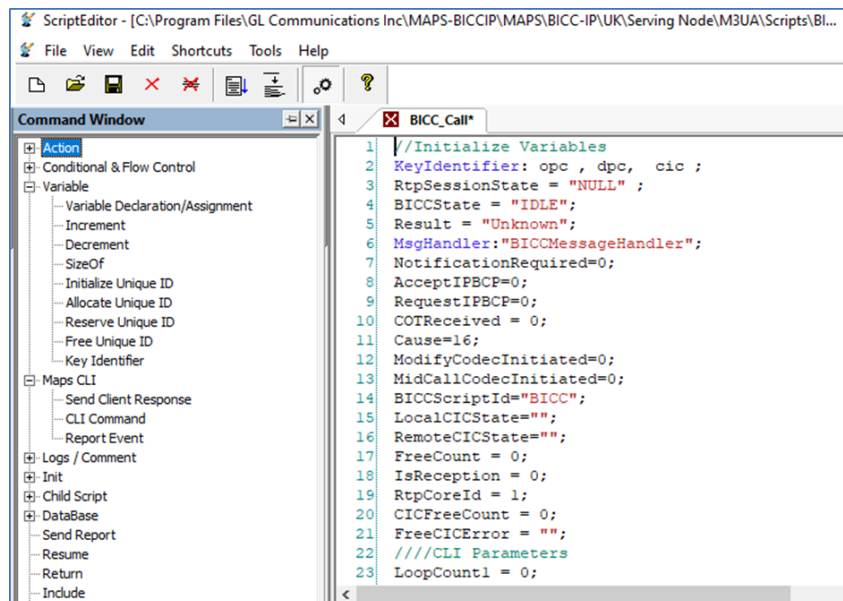 ScriptEditor - [C:\Program Files\GL Communications Inc\MAPS-BICCIP\MAPS\BICC-IP\UK\Serving Node\M3UA\Scripts\BI...
File View Edit Shortcuts Tools Help
Command Window
Action
Conditional & Flow Control
Variable
Variable Declaration/Assignment
Increment
Decrement
SizeOf
Initialize Unique ID
Allocate Unique ID
Reserve Unique ID
Free Unique ID
Key Identifier
Maps CLI
Send Client Response
CLI Command
Report Event
Logs / Comment
Init
Child Script
DataBase
Send Report
Resume
Return
Include
BICC_Call*
1 //Initialize Variables
2 KeyIdentifier: opc , dpc,  cic ;
3 RtpSessionState = "NULL" ;
4 BICCState = "IDLE";
5 Result = "Unknown";
6 MsgHandler:"BICCMessageHandler";
7 NotificationRequired=0;
8 AcceptIPBCP=0;
9 RequestIPBCP=0;
10 COTReceived = 0;
11 Cause=16;
12 ModifyCodecInitiated=0;
13 MidCallCodecInitiated=0;
14 BICCScriptId="BICC";
15 LocalCICState="";
16 RemoteCICState="";
17 FreeCount = 0;
18 IsReception = 0;
19 RtpCoreId = 1;
20 CICFreeCount = 0;
21 FreeCICError = "";
22 ////CLI Parameters
23 LoopCount1 = 0;